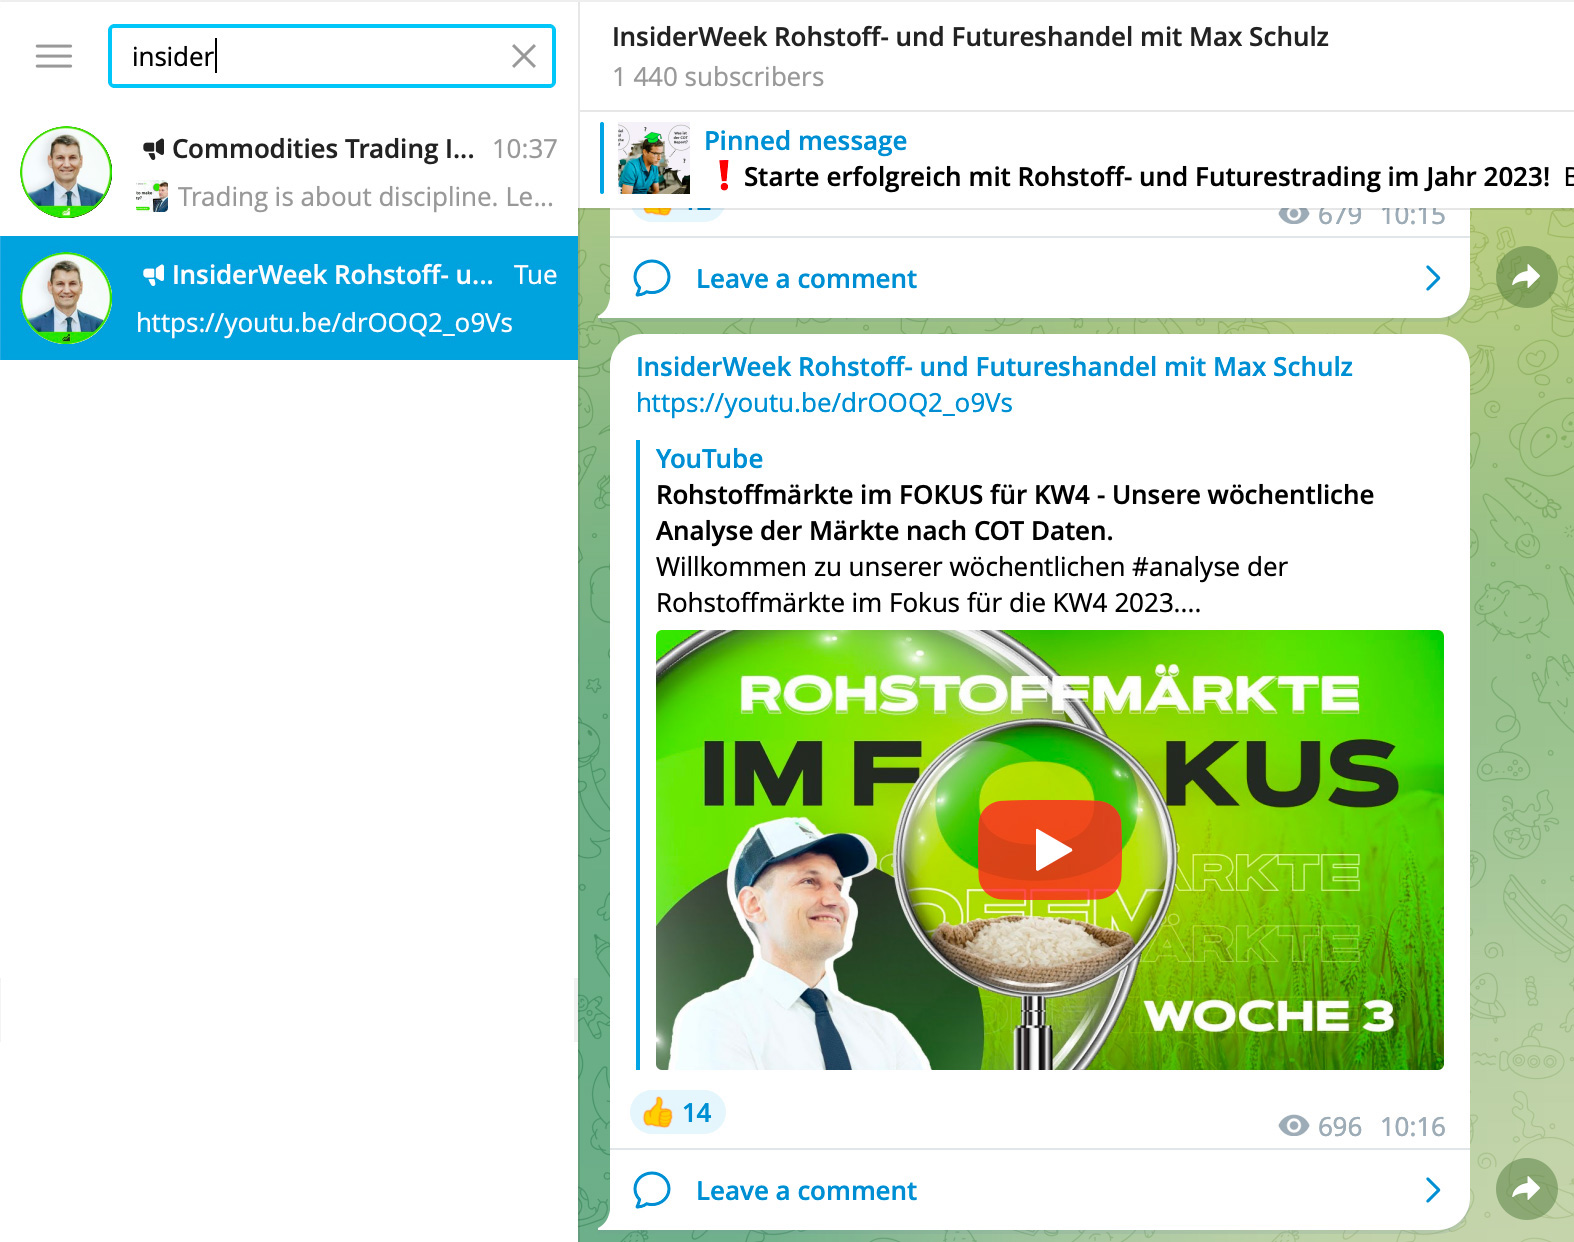 insider
Commodities Trading I... 10:37
Trading is about discipline. Le...
InsiderWeek Rohstoff- u... Tue
https://youtu.be/drOOQ2_o9Vs
InsiderWeek Rohstoff- und Futureshandel mit Max Schulz
1 440 subscribers
Pinned message
❗ Starte erfolgreich mit Rohstoff- und Futurestrading im Jahr 2023!
679 10:15
Leave a comment
InsiderWeek Rohstoff- und Futureshandel mit Max Schulz
https://youtu.be/drOOQ2_o9Vs
YouTube
Rohstoffmärkte im FOKUS für KW4 - Unsere wöchentliche
Analyse der Märkte nach COT Daten.
Willkommen zu unserer wöchentlichen #analyse der
Rohstoffmärkte im Fokus für die KW4 2023....
ROHSTOFFMÄRKTE
IM FOKUS
WOCHE 3
👍 14
696 10:16
Leave a comment